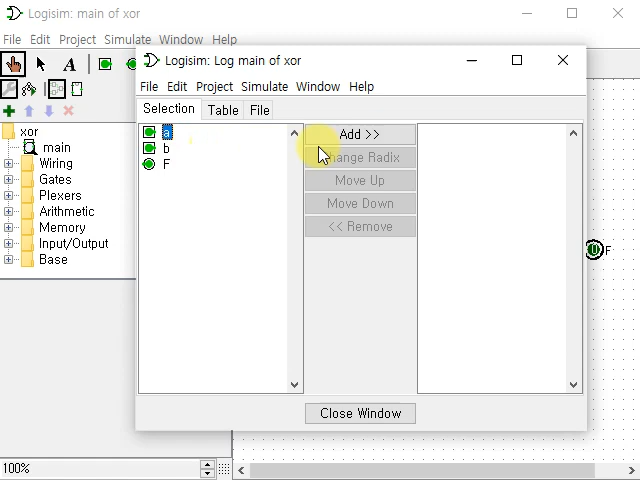 Logisim: main of xor
File Edit Project Simulate Window Help
A
xor
main
Wiring
Gates
Plexers
Arithmetic
Memory
Input/Output
Base
100%
Logisim: Log main of xor
File Edit Project Simulate Window Help
Selection Table File
a
b
F
Add >>
Change Radix
Move Up
Move Down
<< Remove
Close Window
U F